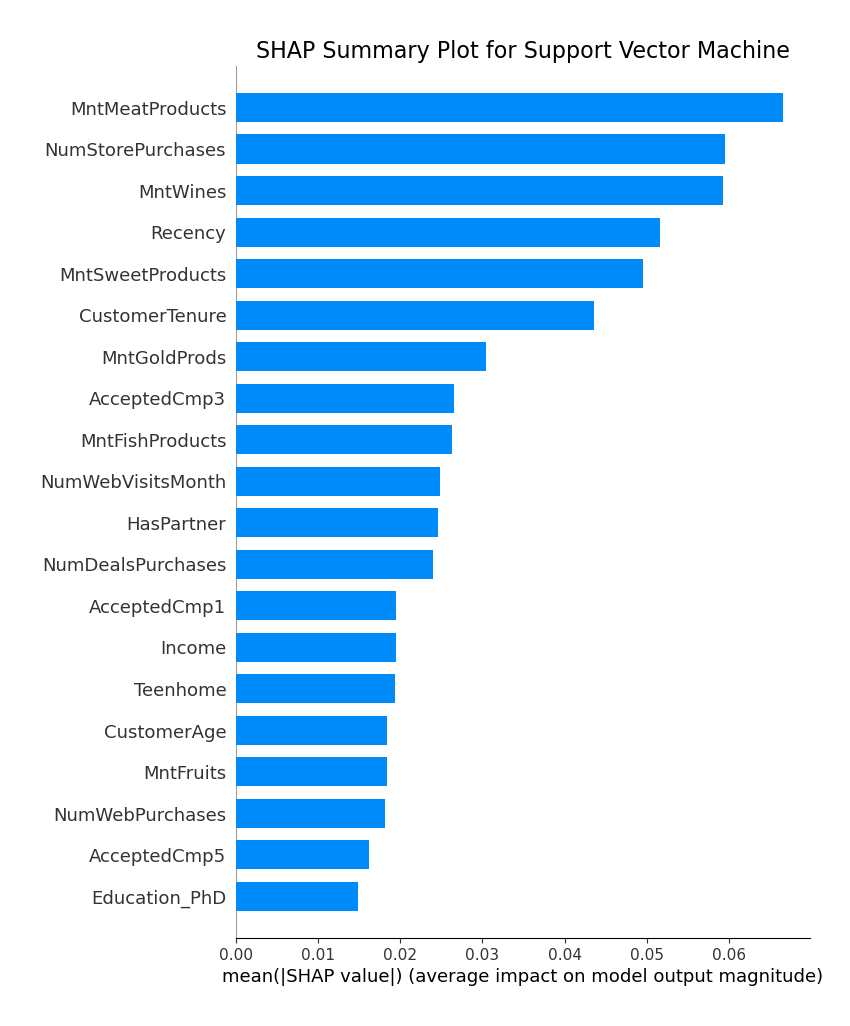 SHAP Summary Plot for Support Vector Machine
MntMeatProducts
NumStorePurchases
MntWines
Recency
MntSweetProducts
CustomerTenure
MntGoldProds
AcceptedCmp3
MntFishProducts
NumWebVisitsMonth
HasPartner
NumDealsPurchases
AcceptedCmp1
Income
Teenhome
CustomerAge
MntFruits
NumWebPurchases
AcceptedCmp5
Education_PhD
0.00 0.01 0.02 0.03 0.04 0.05 0.06
mean(|SHAP value|) (average impact on model output magnitude)